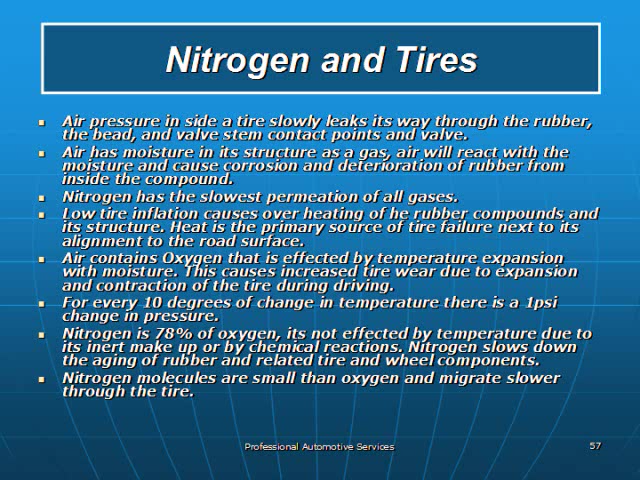 Nitrogen and Tires
Air pressure in side a tire slowly leaks its way through the rubber,
the bead, and valve stem contact points and valve.
Air has moisture in its structure as a gas, air will react with the
moisture and cause corrosion and deterioration of rubber from
inside the compound.
Nitrogen has the slowest permeation of all gases.
Low tire inflation causes over heating of he rubber compounds and
its structure. Heat is the primary source of tire failure next to its
alignment to the road surface.
Air contains Oxygen that is effected by temperature expansion
with moisture. This causes increased tire wear due to expansion
and contraction of the tire during driving.
For every 10 degrees of change in temperature there is a 1psi
change in pressure.
Nitrogen is 78% of oxygen, its not effected by temperature due to
its inert make up or by chemical reactions. Nitrogen slows down
the aging of rubber and related tire and wheel components.
Nitrogen molecules are small than oxygen and migrate slower
through the tire.
Professional Automotive Services
57